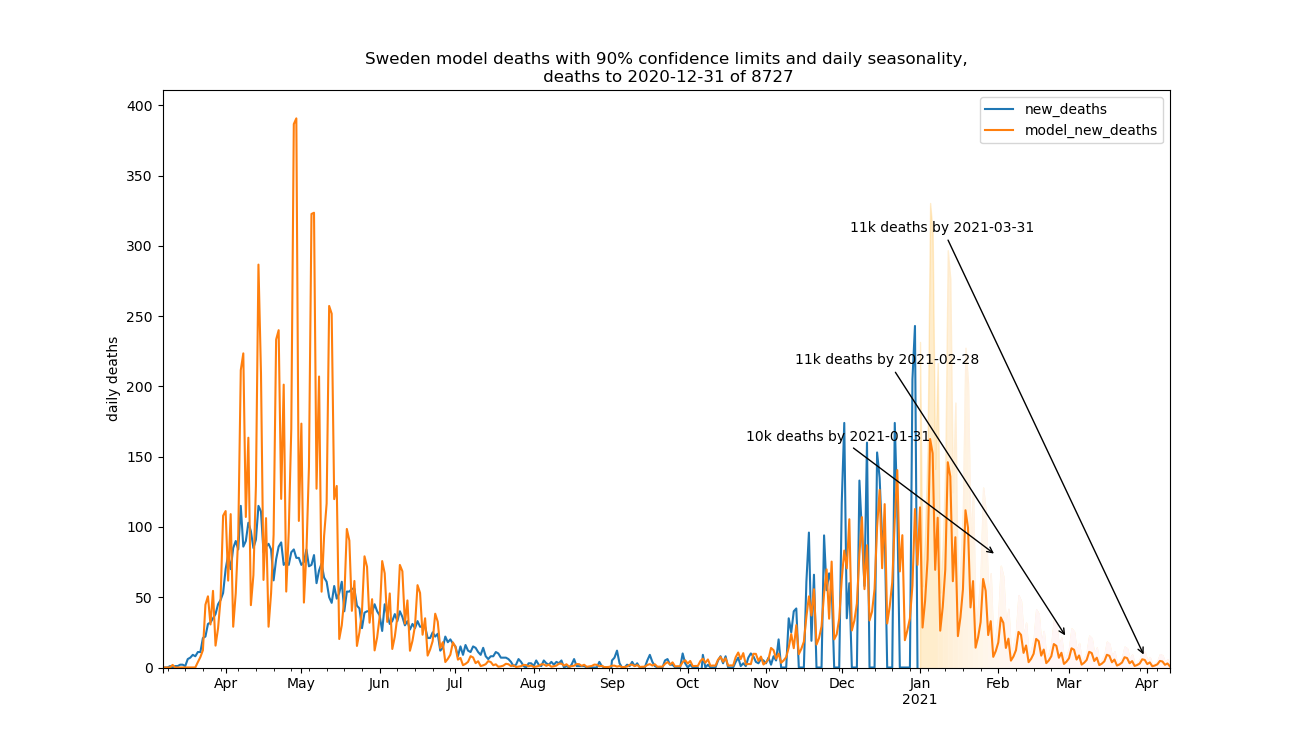 Sweden model deaths with 90% confidence limits and daily seasonality,
deaths to 2020-12-31 of 8727
400
350
300
250
200
150
100
50
0
daily deaths
new_deaths
model_new_deaths
11k deaths by 2021-03-31
11k deaths by 2021-02-28
10k deaths by 2021-01-31
Apr May Jun Jul Aug Sep Oct Nov Dec Jan Feb Mar Apr
2021